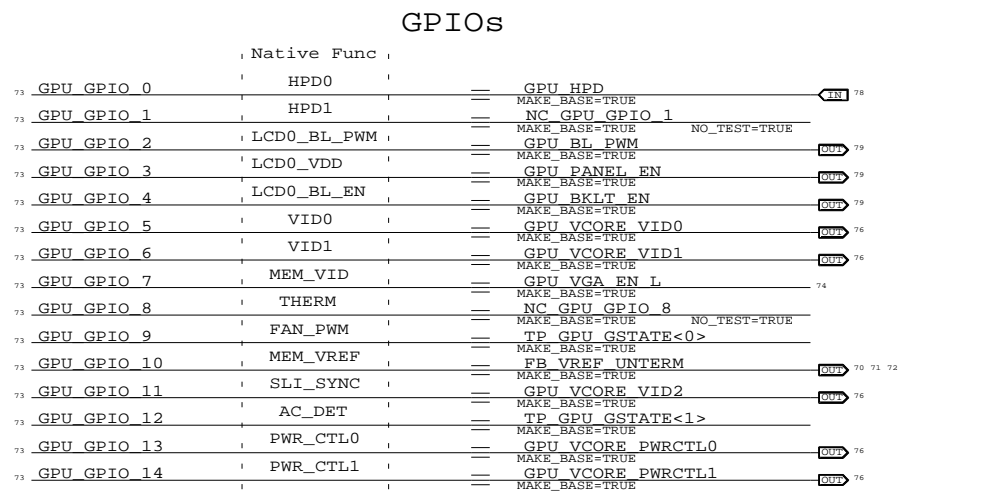 GPIOs
Native Func
73 GPU_GPIO_0 HPD0 GPU_HPD IN 78
MAKE_BASE=TRUE
73 GPU_GPIO_1 HPD1 NC_GPU_GPIO_1
MAKE_BASE=TRUE NO_TEST=TRUE
73 GPU_GPIO_2 LCD0_BL_PWM GPU_BL_PWM OUT 79
MAKE_BASE=TRUE
73 GPU_GPIO_3 LCD0_VDD GPU_PANEL_EN OUT 79
MAKE_BASE=TRUE
73 GPU_GPIO_4 LCD0_BL_EN GPU_BKLT_EN OUT 79
MAKE_BASE=TRUE
73 GPU_GPIO_5 VID0 GPU_VCORE_VID0 OUT 76
MAKE_BASE=TRUE
73 GPU_GPIO_6 VID1 GPU_VCORE_VID1 OUT 76
MAKE_BASE=TRUE
73 GPU_GPIO_7 MEM_VID GPU_VGA_EN_L 74
MAKE_BASE=TRUE
73 GPU_GPIO_8 THERM NC_GPU_GPIO_8
MAKE_BASE=TRUE NO_TEST=TRUE
73 GPU_GPIO_9 FAN_PWM TP_GPU_GSTATE<0>
MAKE_BASE=TRUE
73 GPU_GPIO_10 MEM_VREF FB_VREF_UNTERM OUT 70 71 72
MAKE_BASE=TRUE
73 GPU_GPIO_11 SLI_SYNC GPU_VCORE_VID2 OUT 76
MAKE_BASE=TRUE
73 GPU_GPIO_12 AC_DET TP_GPU_GSTATE<1>
MAKE_BASE=TRUE
73 GPU_GPIO_13 PWR_CTL0 GPU_VCORE_PWRCTL0 OUT 76
MAKE_BASE=TRUE
73 GPU_GPIO_14 PWR_CTL1 GPU_VCORE_PWRCTL1 OUT 76
MAKE_BASE=TRUE